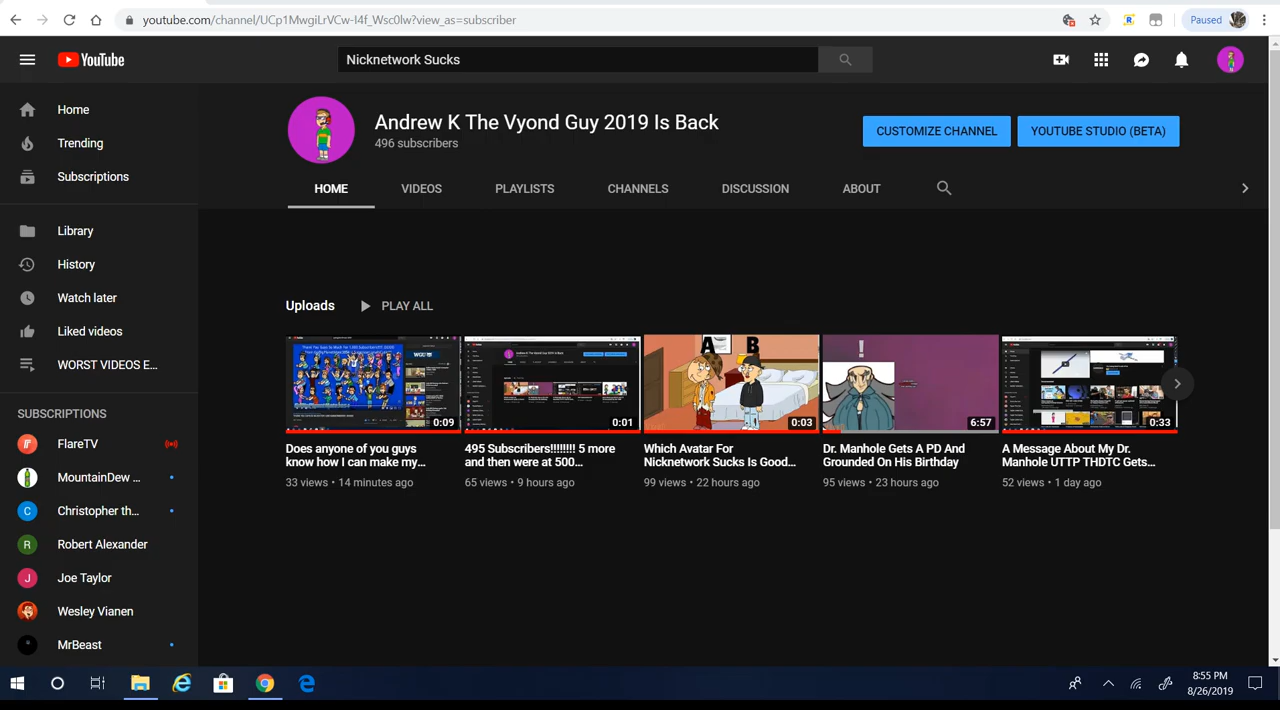 youtube.com/channel/UCp1MwgiLrVCw-I4f_Wsc0lw?view_as=subscriber
Paused
YouTube
Nicknetwork Sucks
Home
Trending
Subscriptions
Library
History
Watch later
Liked videos
WORST VIDEOS E...
SUBSCRIPTIONS
FlareTV
MountainDew ...
C
Christopher th...
R
Robert Alexander
J
Joe Taylor
Wesley Vianen
MrBeast
Andrew K The Vyond Guy 2019 Is Back
496 subscribers
CUSTOMIZE CHANNEL
YOUTUBE STUDIO (BETA)
HOME
VIDEOS
PLAYLISTS
CHANNELS
DISCUSSION
ABOUT
Uploads
PLAY ALL
0:09
Does anyone of you guys
know how I can make my...
33 views • 14 minutes ago
0:01
495 Subscribers!!!!!!!! 5 more
and then were at 500...
65 views • 9 hours ago
A B
0:03
Which Avatar For
Nicknetwork Sucks Is Good...
99 views • 22 hours ago
!
6:57
Dr. Manhole Gets A PD And
Grounded On His Birthday
95 views • 23 hours ago
0:33
A Message About My Dr.
Manhole UTTP THDTC Gets...
52 views • 1 day ago
8:55 PM
8/26/2019